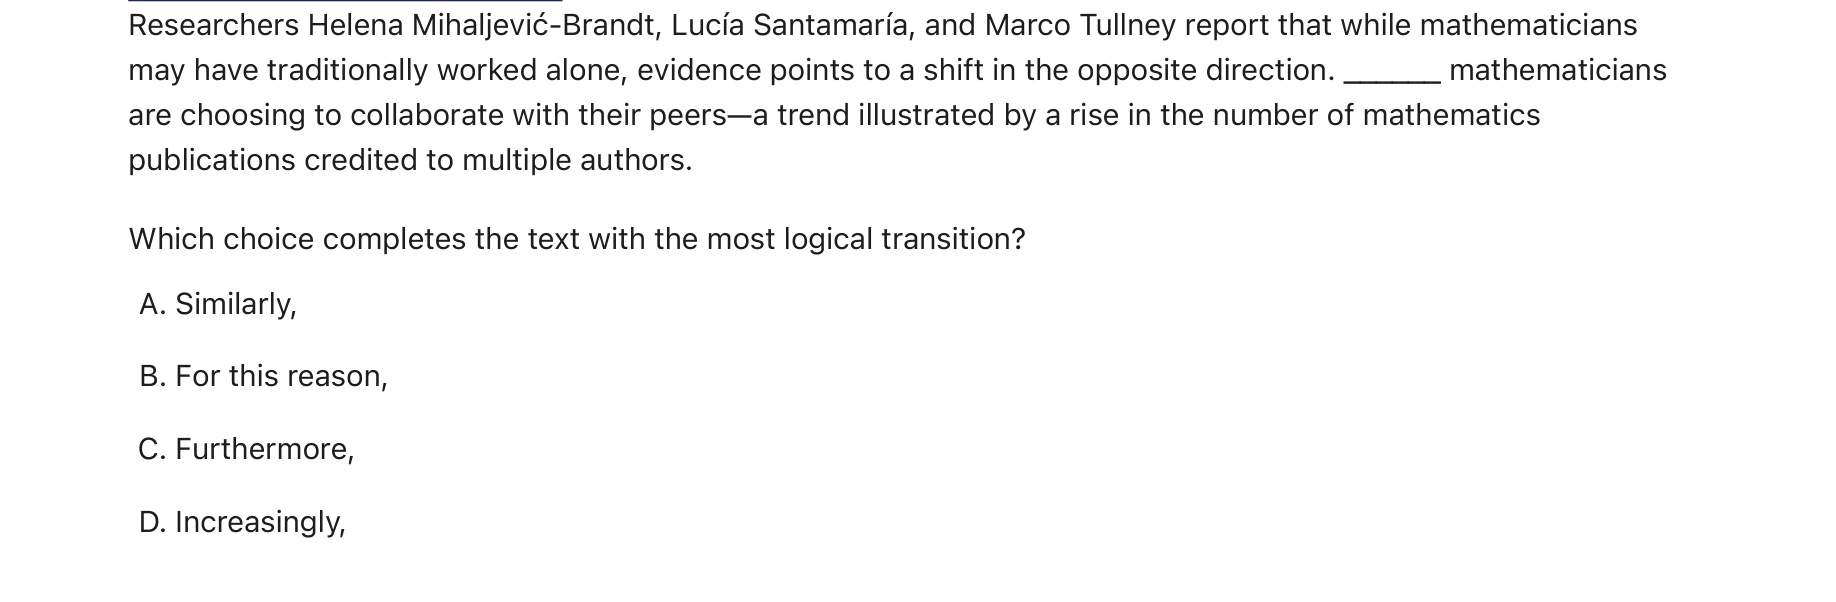 Researchers Helena Mihaljević-Brandt, Lucía Santamaría, and Marco Tullney report that while mathematicians
may have traditionally worked alone, evidence points to a shift in the opposite direction. ______ mathematicians
are choosing to collaborate with their peers—a trend illustrated by a rise in the number of mathematics
publications credited to multiple authors.
Which choice completes the text with the most logical transition?
A. Similarly,
B. For this reason,
C. Furthermore,
D. Increasingly,